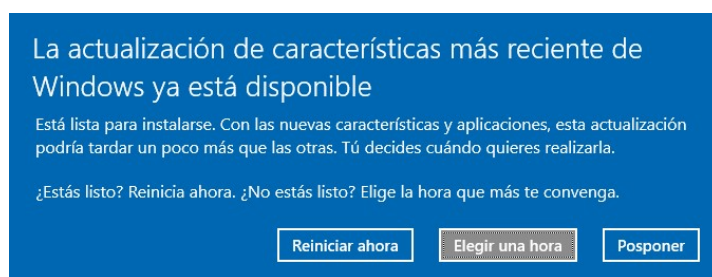 La actualización de características más reciente de
Windows ya está disponible
Está lista para instalarse. Con las nuevas características y aplicaciones, esta actualización
podría tardar un poco más que las otras. Tú decides cuándo quieres realizarla.
¿Estás listo? Reinicia ahora. ¿No estás listo? Elige la hora que más te convenga.
Reiniciar ahora Elegir una hora Posponer